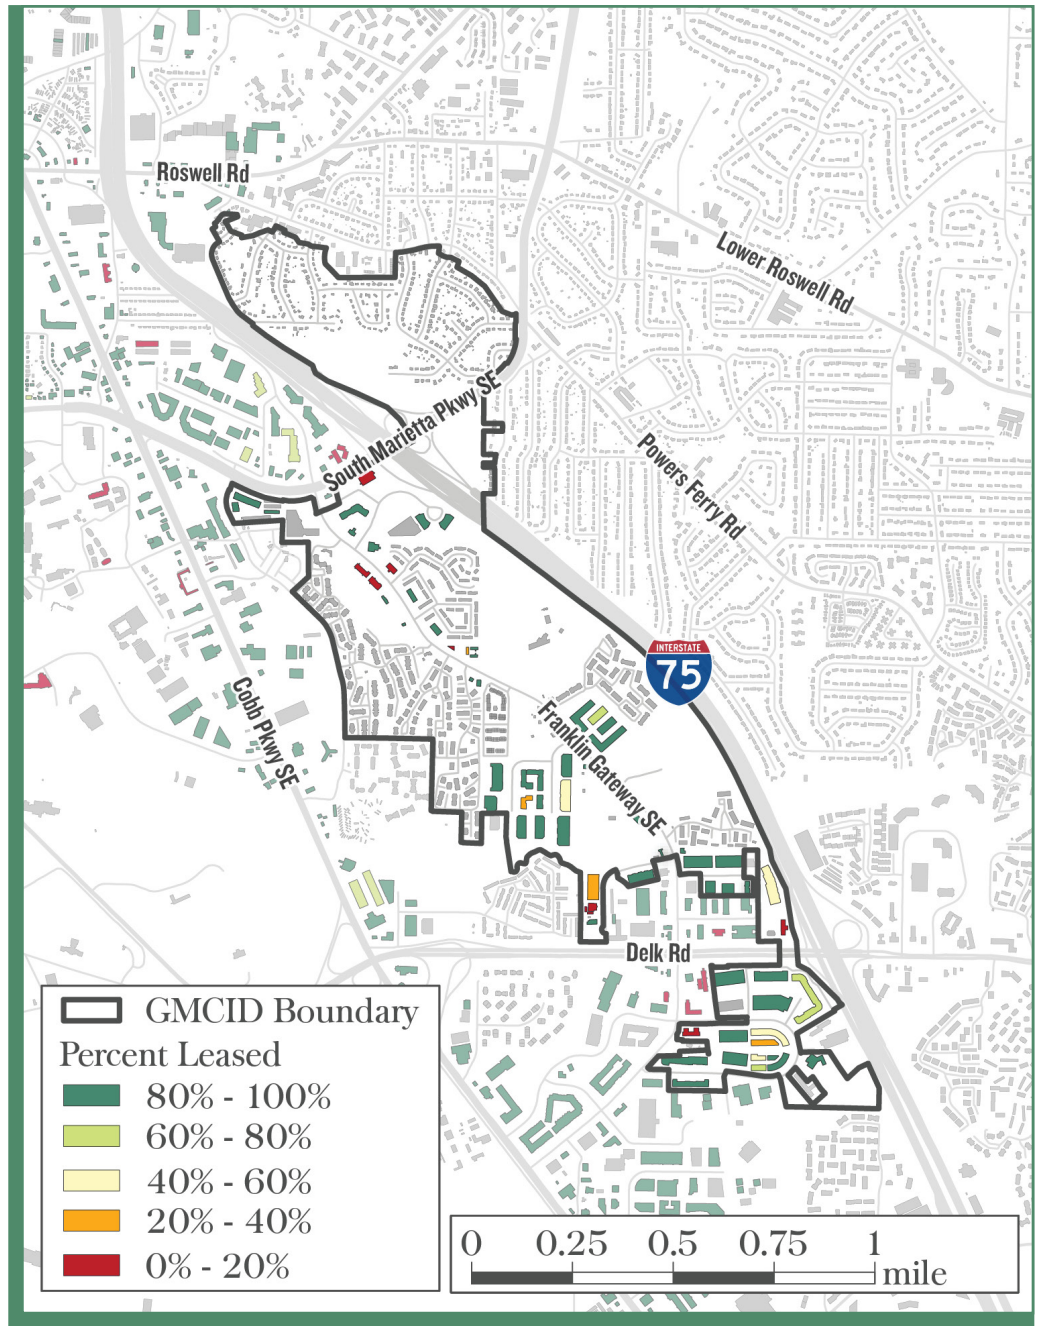 Roswell Rd
Lower Roswell Rd
South Marietta Pkwy SE
Powers Ferry Rd
INTERSTATE
75
Cobb Pkwy SE
Franklin Gateway SE
Delk Rd
GMCID Boundary
Percent Leased
80% - 100%
60% - 80%
40% - 60%
20% - 40%
0% - 20%
0 0.25 0.5 0.75 1
mile